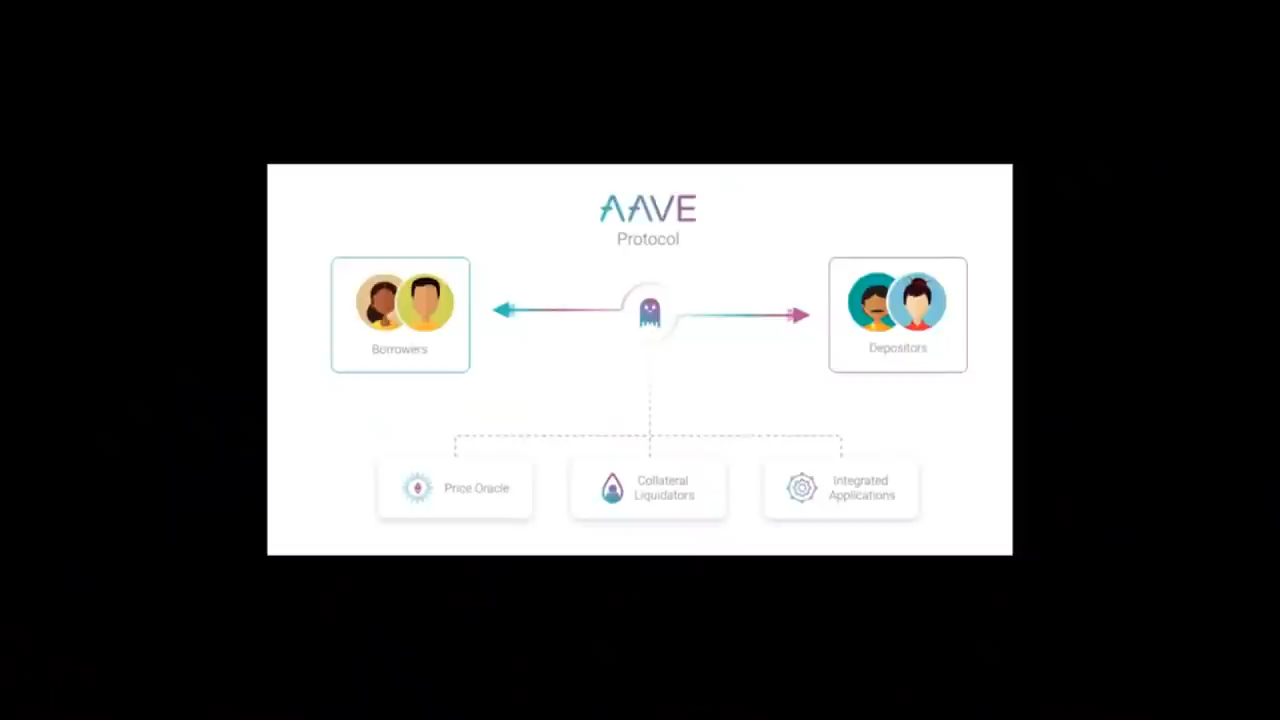 AAVE
Protocol
Borrowers
Depositors
Price Oracle
Collateral
Liquidators
Integrated
Applications